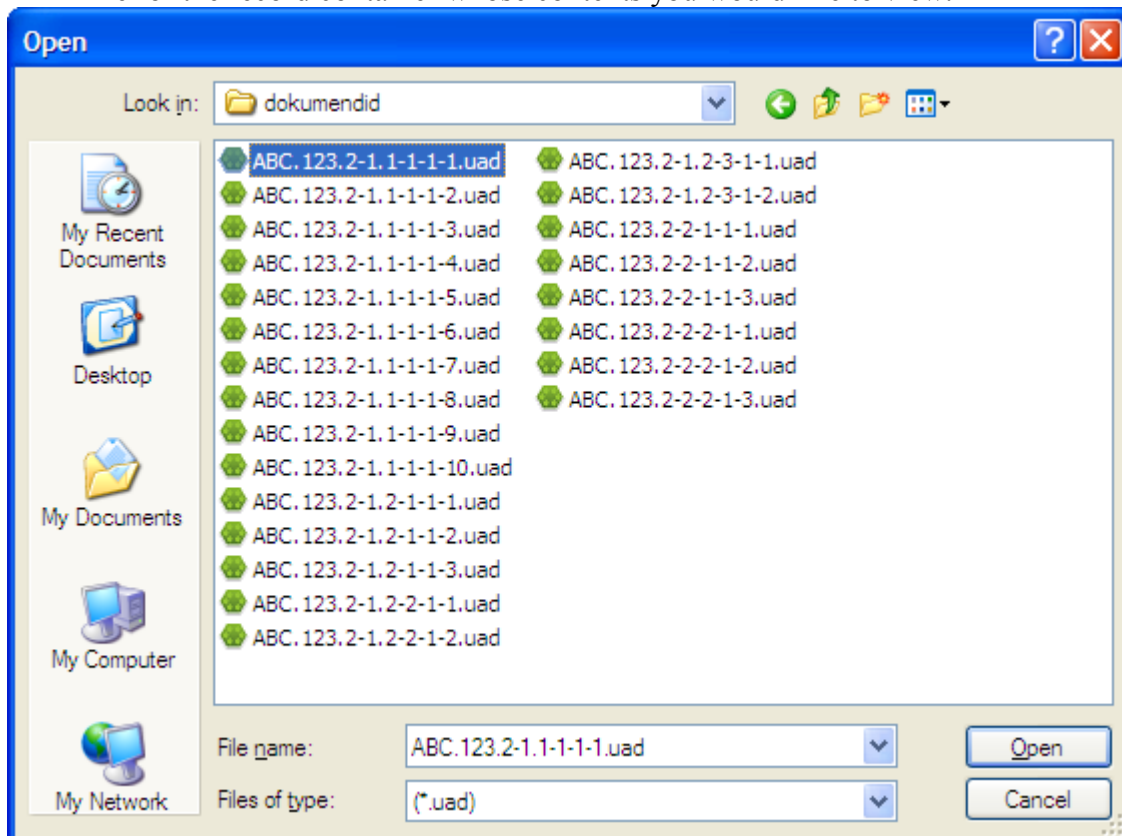 Open
Look in:
dokumendid
My Recent
Documents
Desktop
My Documents
My Computer
My Network
ABC.123.2-1.1-1-1-1.uad
ABC.123.2-1.1-1-1-2.uad
ABC.123.2-1.1-1-1-3.uad
ABC.123.2-1.1-1-1-4.uad
ABC.123.2-1.1-1-1-5.uad
ABC.123.2-1.1-1-1-6.uad
ABC.123.2-1.1-1-1-7.uad
ABC.123.2-1.1-1-1-8.uad
ABC.123.2-1.1-1-1-9.uad
ABC.123.2-1.1-1-1-10.uad
ABC.123.2-1.2-1-1-1.uad
ABC.123.2-1.2-1-1-2.uad
ABC.123.2-1.2-1-1-3.uad
ABC.123.2-1.2-2-1-1.uad
ABC.123.2-1.2-2-1-2.uad
ABC.123.2-1.2-3-1-1.uad
ABC.123.2-1.2-3-1-2.uad
ABC.123.2-2-1-1-1.uad
ABC.123.2-2-1-1-2.uad
ABC.123.2-2-1-1-3.uad
ABC.123.2-2-2-1-1.uad
ABC.123.2-2-2-1-2.uad
ABC.123.2-2-2-1-3.uad
File name:
ABC.123.2-1.1-1-1-1.uad
Open
Files of type:
(*.uad)
Cancel